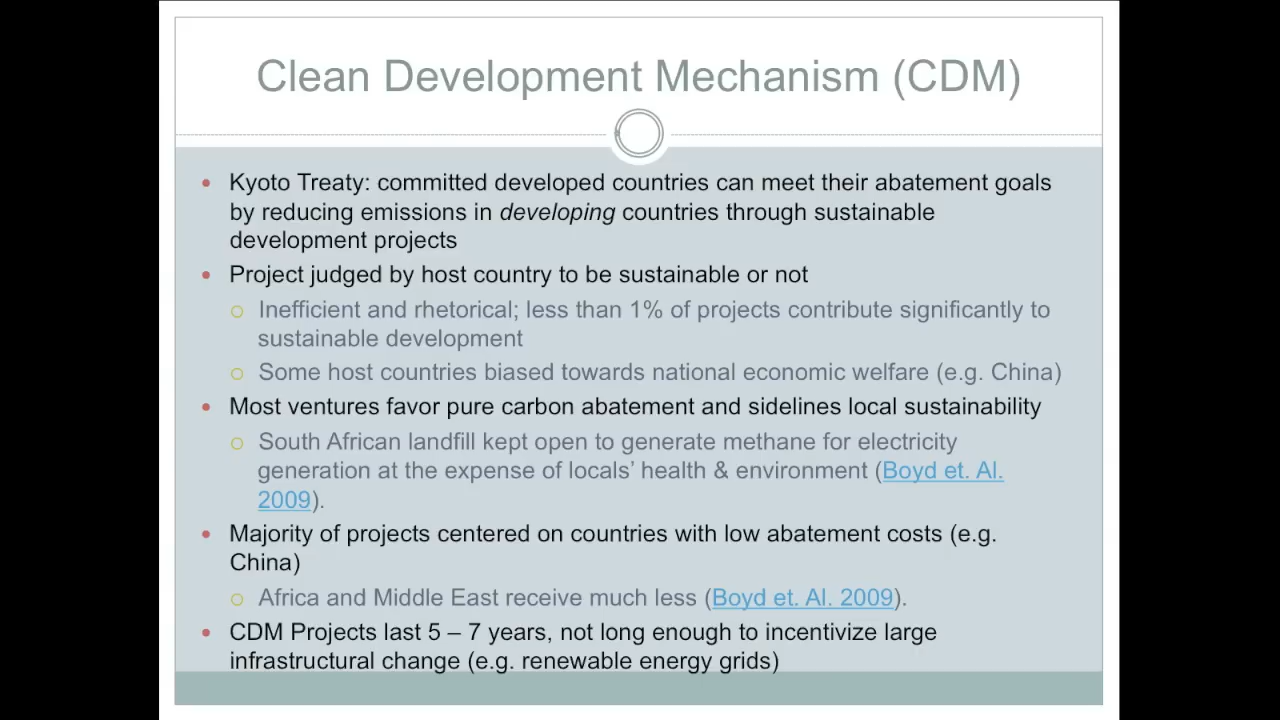 Clean Development Mechanism (CDM)
• Kyoto Treaty: committed developed countries can meet their abatement goals
by reducing emissions in developing countries through sustainable
development projects
• Project judged by host country to be sustainable or not
○ Inefficient and rhetorical; less than 1% of projects contribute significantly to
sustainable development
○ Some host countries biased towards national economic welfare (e.g. China)
• Most ventures favor pure carbon abatement and sidelines local sustainability
○ South African landfill kept open to generate methane for electricity
generation at the expense of locals’ health & environment (Boyd et. Al.
2009).
• Majority of projects centered on countries with low abatement costs (e.g.
China)
○ Africa and Middle East receive much less (Boyd et. Al. 2009).
• CDM Projects last 5 – 7 years, not long enough to incentivize large
infrastructural change (e.g. renewable energy grids)